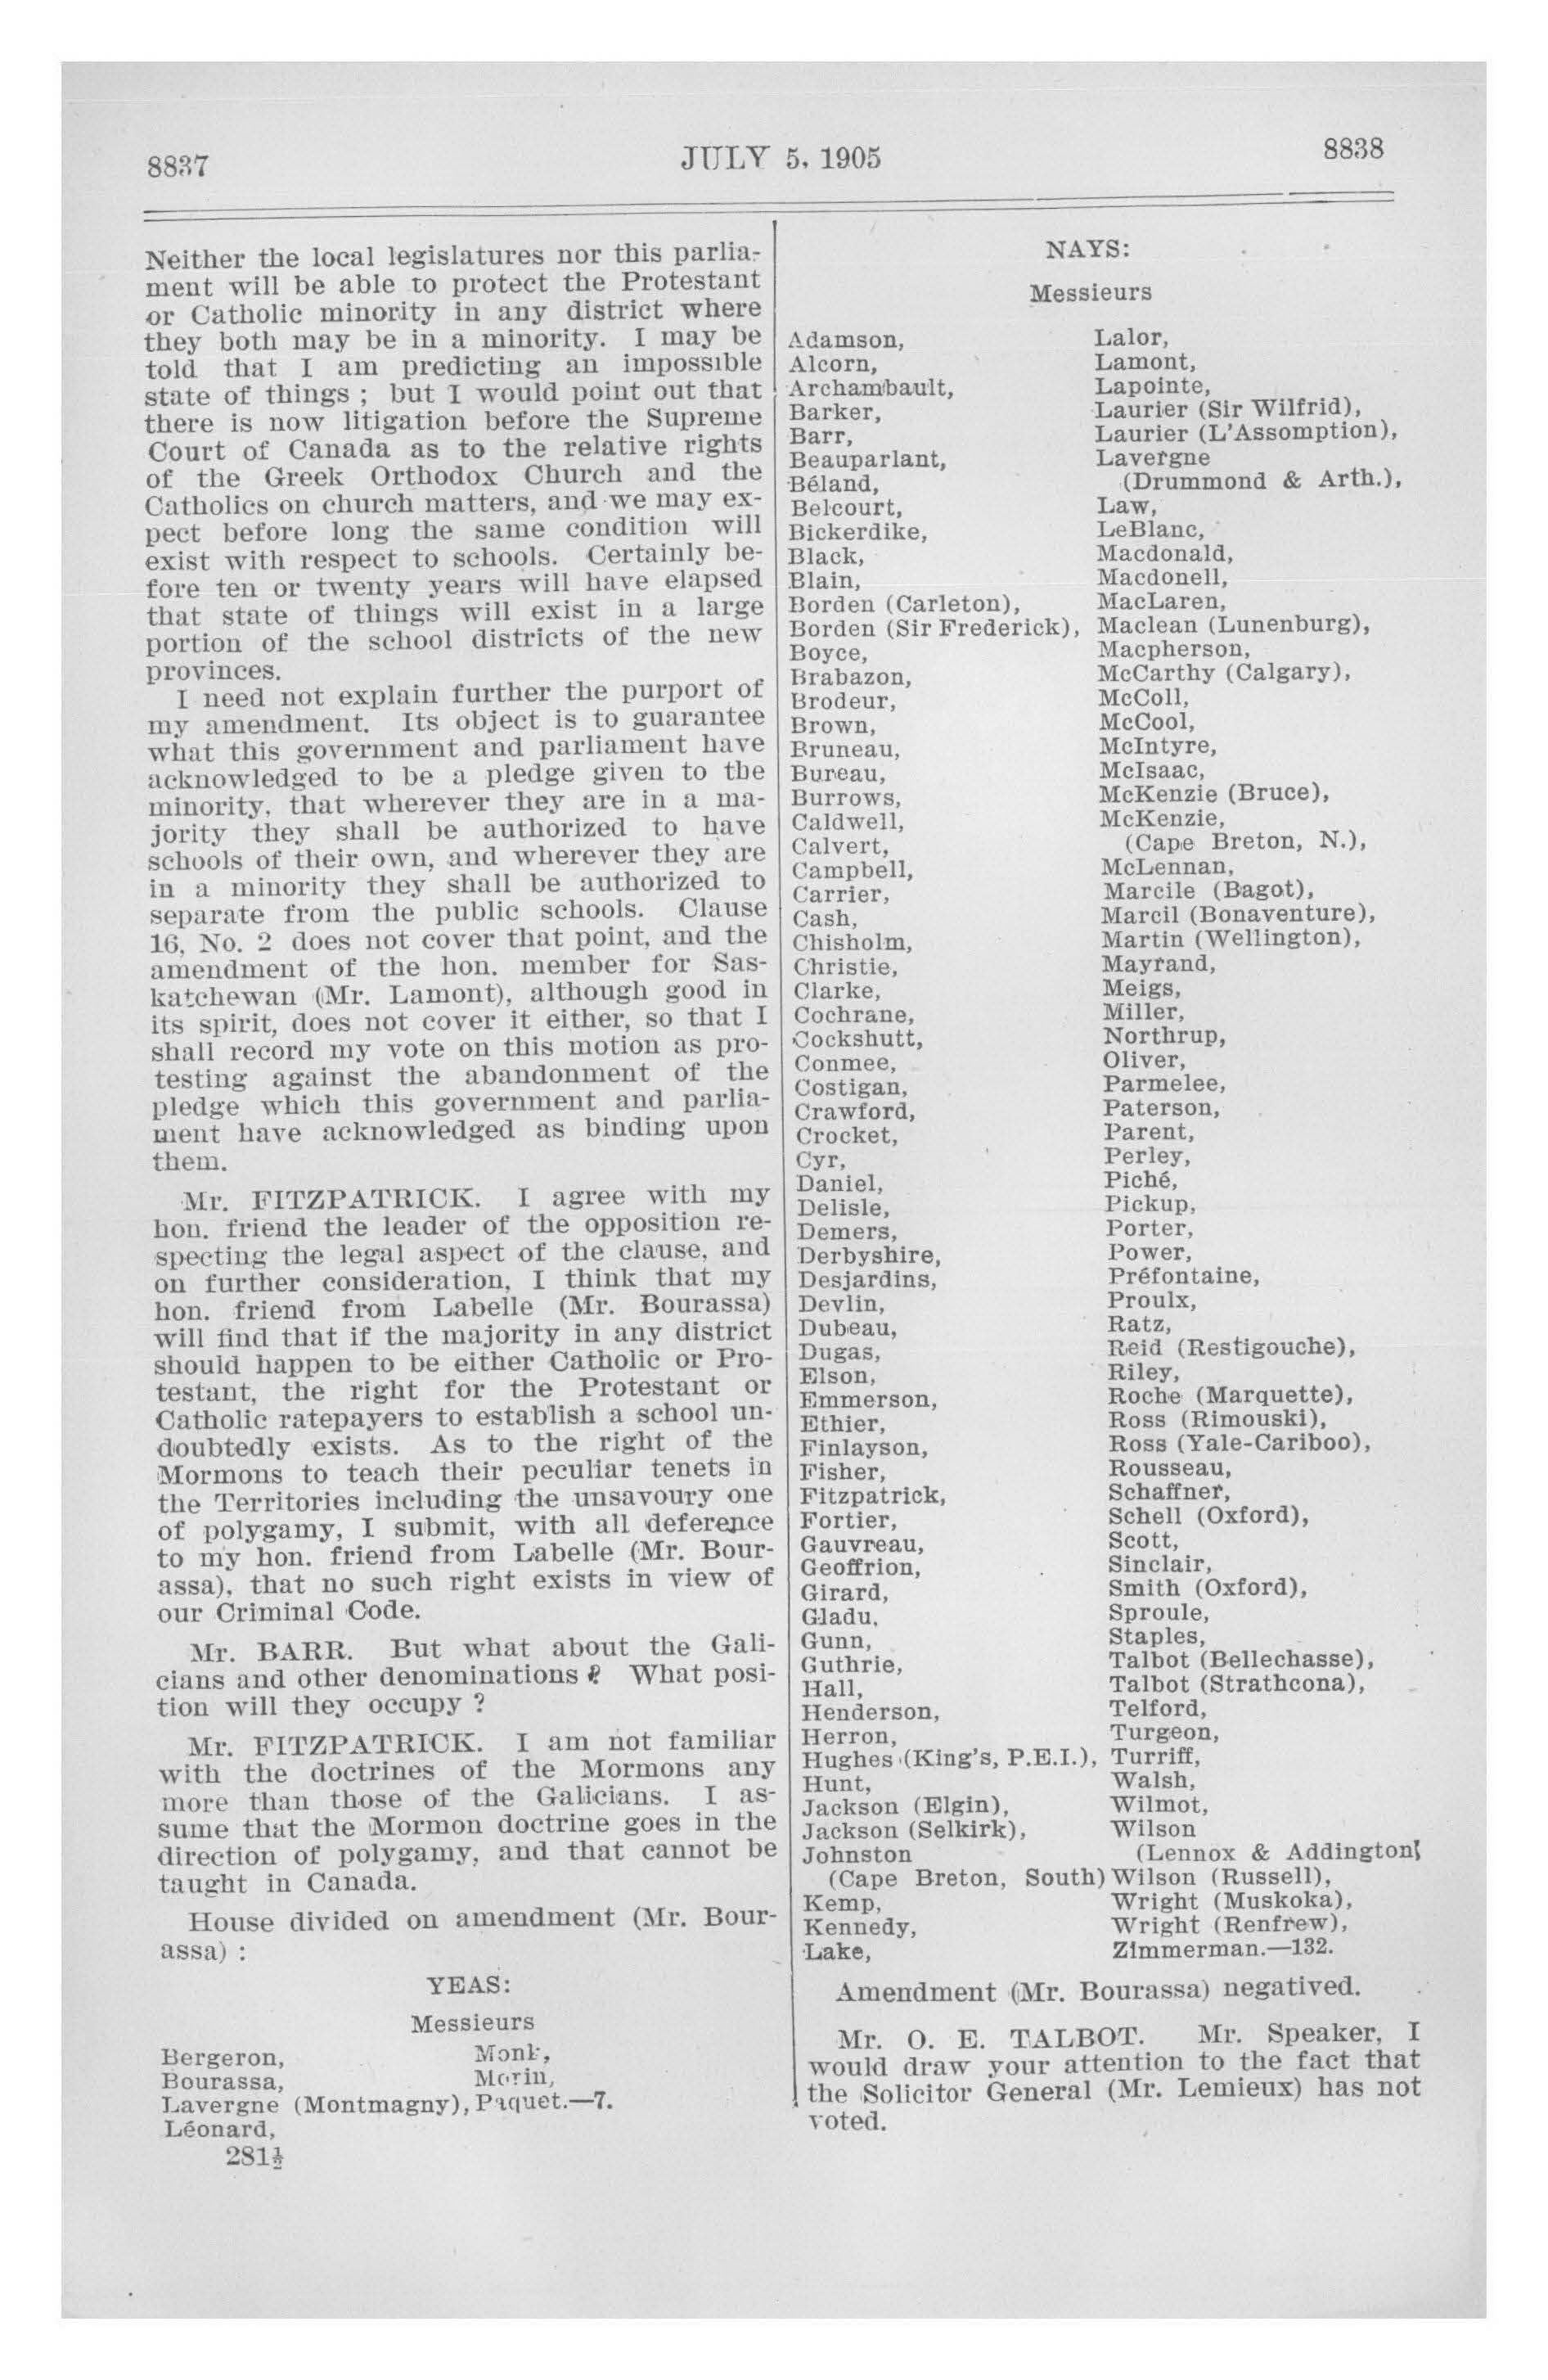 8837
JULY 5, 1905
8838
Neither the local legislatures nor this parlia-
ment will be able to protect the Protestant
or Catholic minority in any district where
they both may be in a minority. I may be
told that I am predicting an impossible
state of things ; but I would point out that
there is now litigation before the Supreme
Court of Canada as to the relative rights
of the Greek Orthodox Church and the
Catholics on church matters, and we may ex-
pect before long the same condition will
exist with respect to schools. Certainly be-
fore ten or twenty years will have elapsed
that state of things will exist in a large
portion of the school districts of the new
provinces.
I need not explain further the purport of
my amendment. Its object is to guarantee
what this government and parliament have
acknowledged to be a pledge given to the
minority, that wherever they are in a ma-
jority they shall be authorized to have
schools of their own, and wherever they are
in a minority they shall be authorized to
separate from the public schools. Clause
16, No. 2 does not cover that point, and the
amendment of the hon. member for Sas-
katchewan (Mr. Lamont), although good in
its spirit, does not cover it either, so that I
shall record my vote on this motion as pro-
testing against the abandonment of the
pledge which this government and parlia-
ment have acknowledged as binding upon
them.
Mr. FITZPATRICK. I agree with my
hon. friend the leader of the opposition re-
specting the legal aspect of the clause, and
on further consideration, I think that my
hon. friend from Labelle (Mr. Bourassa)
will find that if the majority in any district
should happen to be either Catholic or Pro-
testant, the right for the Protestant or
Catholic ratepayers to establish a school un-
doubtedly exists. As to the right of the
Mormons to teach their peculiar tenets in
the Territories including the unsavoury one
of polygamy, I submit, with all deference
to my hon. friend from Labelle (Mr. Bour-
assa), that no such right exists in view of
our Criminal Code.
Mr. BARR. But what about the Gali-
cians and other denominations ? What posi-
tion will they occupy ?
Mr. FITZPATRICK. I am not familiar
with the doctrines of the Mormons any
more than those of the Galicians. I as-
sume that the Mormon doctrine goes in the
direction of polygamy, and that cannot be
taught in Canada.
House divided on amendment (Mr. Bour-
assa) :
YEAS:
Messieurs
Bergeron,
Bourassa,
Lavergne (Montmagny),
Léonard,
Monk,
Morin,
Paquet.—7.
281½
NAYS:
Messieurs
Adamson,
Alcorn,
Archambault,
Barker,
Barr,
Beauparlant,
Béland,
Belcourt,
Bickerdike,
Black,
Blain,
Borden (Carleton),
Borden (Sir Frederick),
Boyce,
Brabazon,
Brodeur,
Brown,
Bruneau,
Bureau,
Burrows,
Caldwell,
Calvert,
Campbell,
Carrier,
Cash,
Chisholm,
Christie,
Clarke,
Cochrane,
Cockshutt,
Conmee,
Costigan,
Crawford,
Crocket,
Cyr,
Daniel,
Delisle,
Demers,
Derbyshire,
Desjardins,
Devlin,
Dubeau,
Dugas,
Elson,
Emmerson,
Ethier,
Finlayson,
Fisher,
Fitzpatrick,
Fortier,
Gauvreau,
Geoffrion,
Girard,
Gladu,
Gunn,
Guthrie,
Hall,
Henderson,
Herron,
Hughes (King's, P.E.I.),
Hunt,
Jackson (Elgin),
Jackson (Selkirk),
Johnston
(Cape Breton, South)
Kemp,
Kennedy,
Lake,
Lalor,
Lamont,
Lapointe,
Laurier (Sir Wilfrid),
Laurier (L'Assomption),
Lavergne
(Drummond & Arth.),
Law,
LeBlanc,
Macdonald,
Macdonell,
MacLaren,
Maclean (Lunenburg),
Macpherson,
McCarthy (Calgary),
McColl,
McCool,
McIntyre,
McIsaac,
McKenzie (Bruce),
McKenzie,
(Cape Breton, N.),
McLennan,
Marcile (Bagot),
Marcil (Bonaventure),
Martin (Wellington),
Mayrand,
Meigs,
Miller,
Northrup,
Oliver,
Parmelee,
Paterson,
Parent,
Perley,
Piché,
Pickup,
Porter,
Power,
Préfontaine,
Proulx,
Ratz,
Reid (Restigouche),
Riley,
Roche (Marquette),
Ross (Rimouski),
Ross (Yale-Cariboo),
Rousseau,
Schaffner,
Schell (Oxford),
Scott,
Sinclair,
Smith (Oxford),
Sproule,
Staples,
Talbot (Bellechasse),
Talbot (Strathcona),
Telford,
Turgeon,
Turriff,
Walsh,
Wilmot,
Wilson
(Lennox & Addington)
Wilson (Russell),
Wright (Muskoka),
Wright (Renfrew),
Zimmerman.—132.
Amendment (Mr. Bourassa) negatived.
Mr. O. E. TALBOT. Mr. Speaker, I
would draw your attention to the fact that
the Solicitor General (Mr. Lemieux) has not
voted.